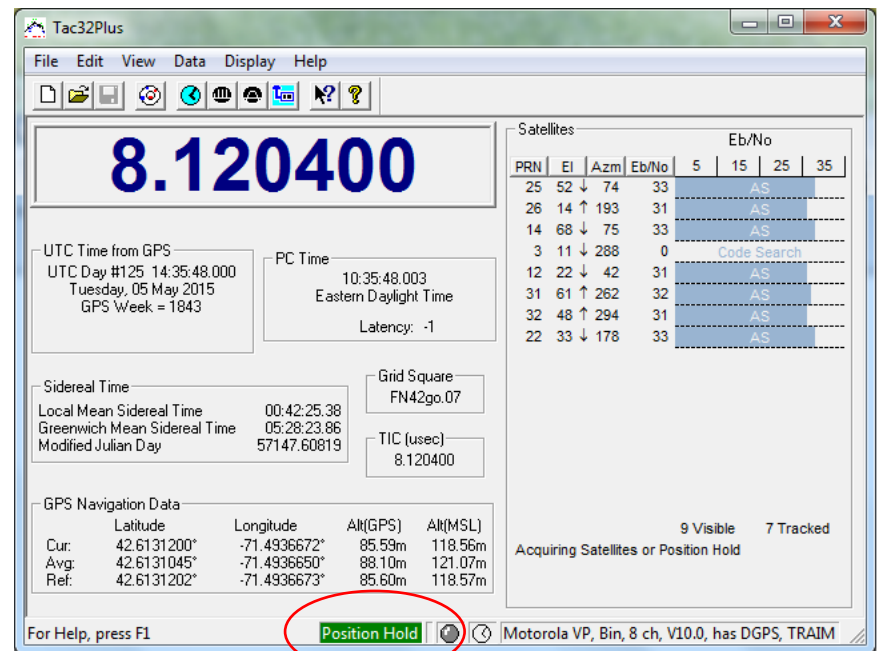 Tac32Plus
File Edit View Data Display Help
8.120400
UTC Time from GPS
UTC Day #125 14:35:48.000
Tuesday, 05 May 2015
GPS Week = 1843
PC Time
10:35:48.003
Eastern Daylight Time
Latency: -1
Sidereal Time
Local Mean Sidereal Time 00:42:25.38
Greenwich Mean Sidereal Time 05:28:23.86
Modified Julian Day 57147.60819
Grid Square
FN42go.07
TIC (usec)
8.120400
GPS Navigation Data
Latitude Longitude Alt(GPS) Alt(MSL)
Cur: 42.6131200° -71.4936672° 85.59m 118.56m
Avg: 42.6131045° -71.4936650° 88.10m 121.07m
Ref: 42.6131202° -71.4936673° 85.60m 118.57m
Satellites
Eb/No
PRN El Azm Eb/No 5 15 25 35
25 52 ↓ 74 33 AS
26 14 ↑ 193 31 AS
14 68 ↓ 75 33 AS
3 11 ↓ 288 0 Code Search
12 22 ↓ 42 31 AS
31 61 ↑ 262 32 AS
32 48 ↑ 294 31 AS
22 33 ↓ 178 33 AS
9 Visible 7 Tracked
Acquiring Satellites or Position Hold
For Help, press F1 Position Hold Motorola VP, Bin, 8 ch, V10.0, has DGPS, TRAIM